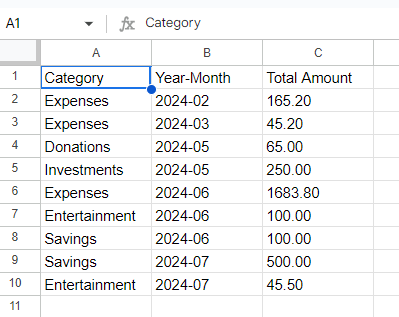 A1 fx Category
A B C
1 Category Year-Month Total Amount
2 Expenses 2024-02 165.20
3 Expenses 2024-03 45.20
4 Donations 2024-05 65.00
5 Investments 2024-05 250.00
6 Expenses 2024-06 1683.80
7 Entertainment 2024-06 100.00
8 Savings 2024-06 100.00
9 Savings 2024-07 500.00
10 Entertainment 2024-07 45.50
11